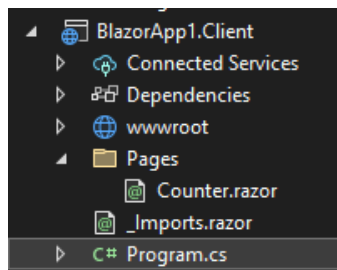 BlazorApp1.Client
Connected Services
Dependencies
wwwroot
Pages
@ Counter.razor
@ _Imports.razor
C# Program.cs